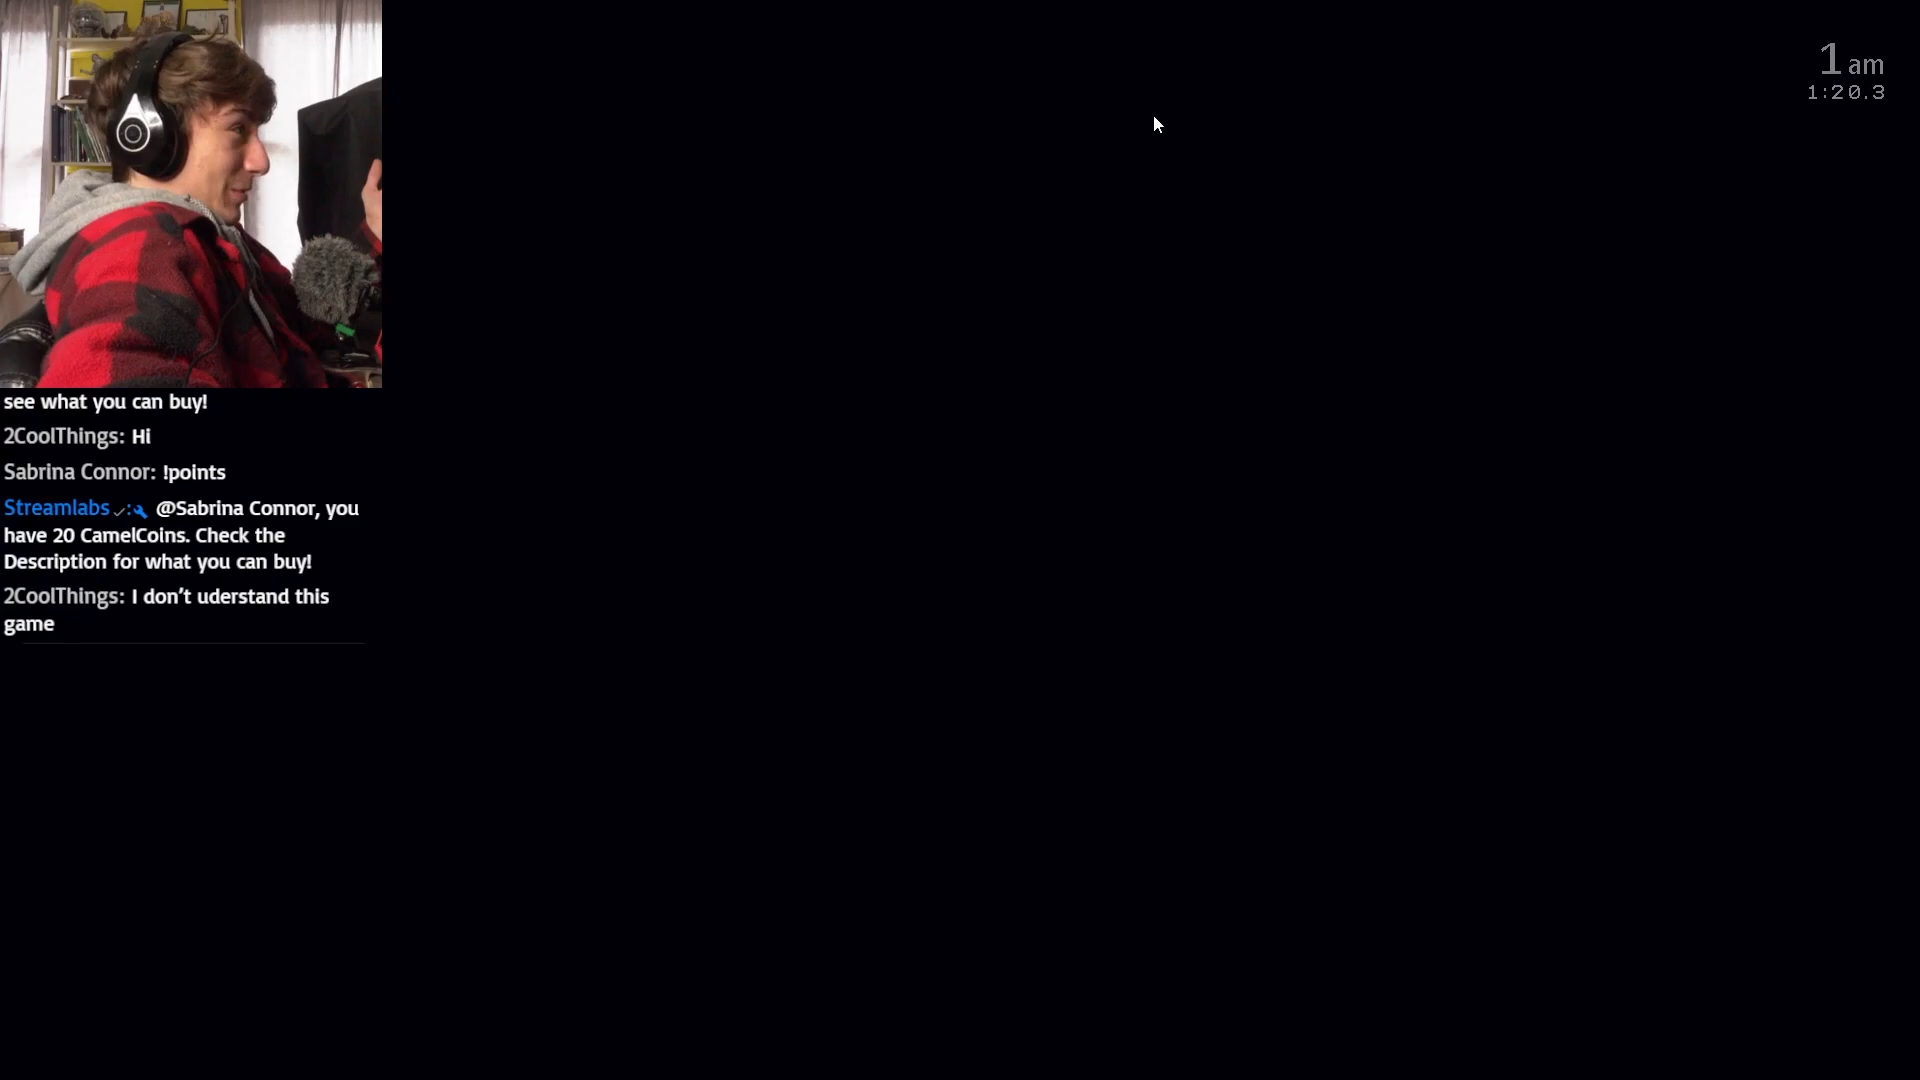 1 am
1:20.3
see what you can buy!
2CoolThings: Hi
Sabrina Connor: !points
Streamlabs : @Sabrina Connor, you
have 20 CamelCoins. Check the
Description for what you can buy!
2CoolThings: I don't uderstand this
game